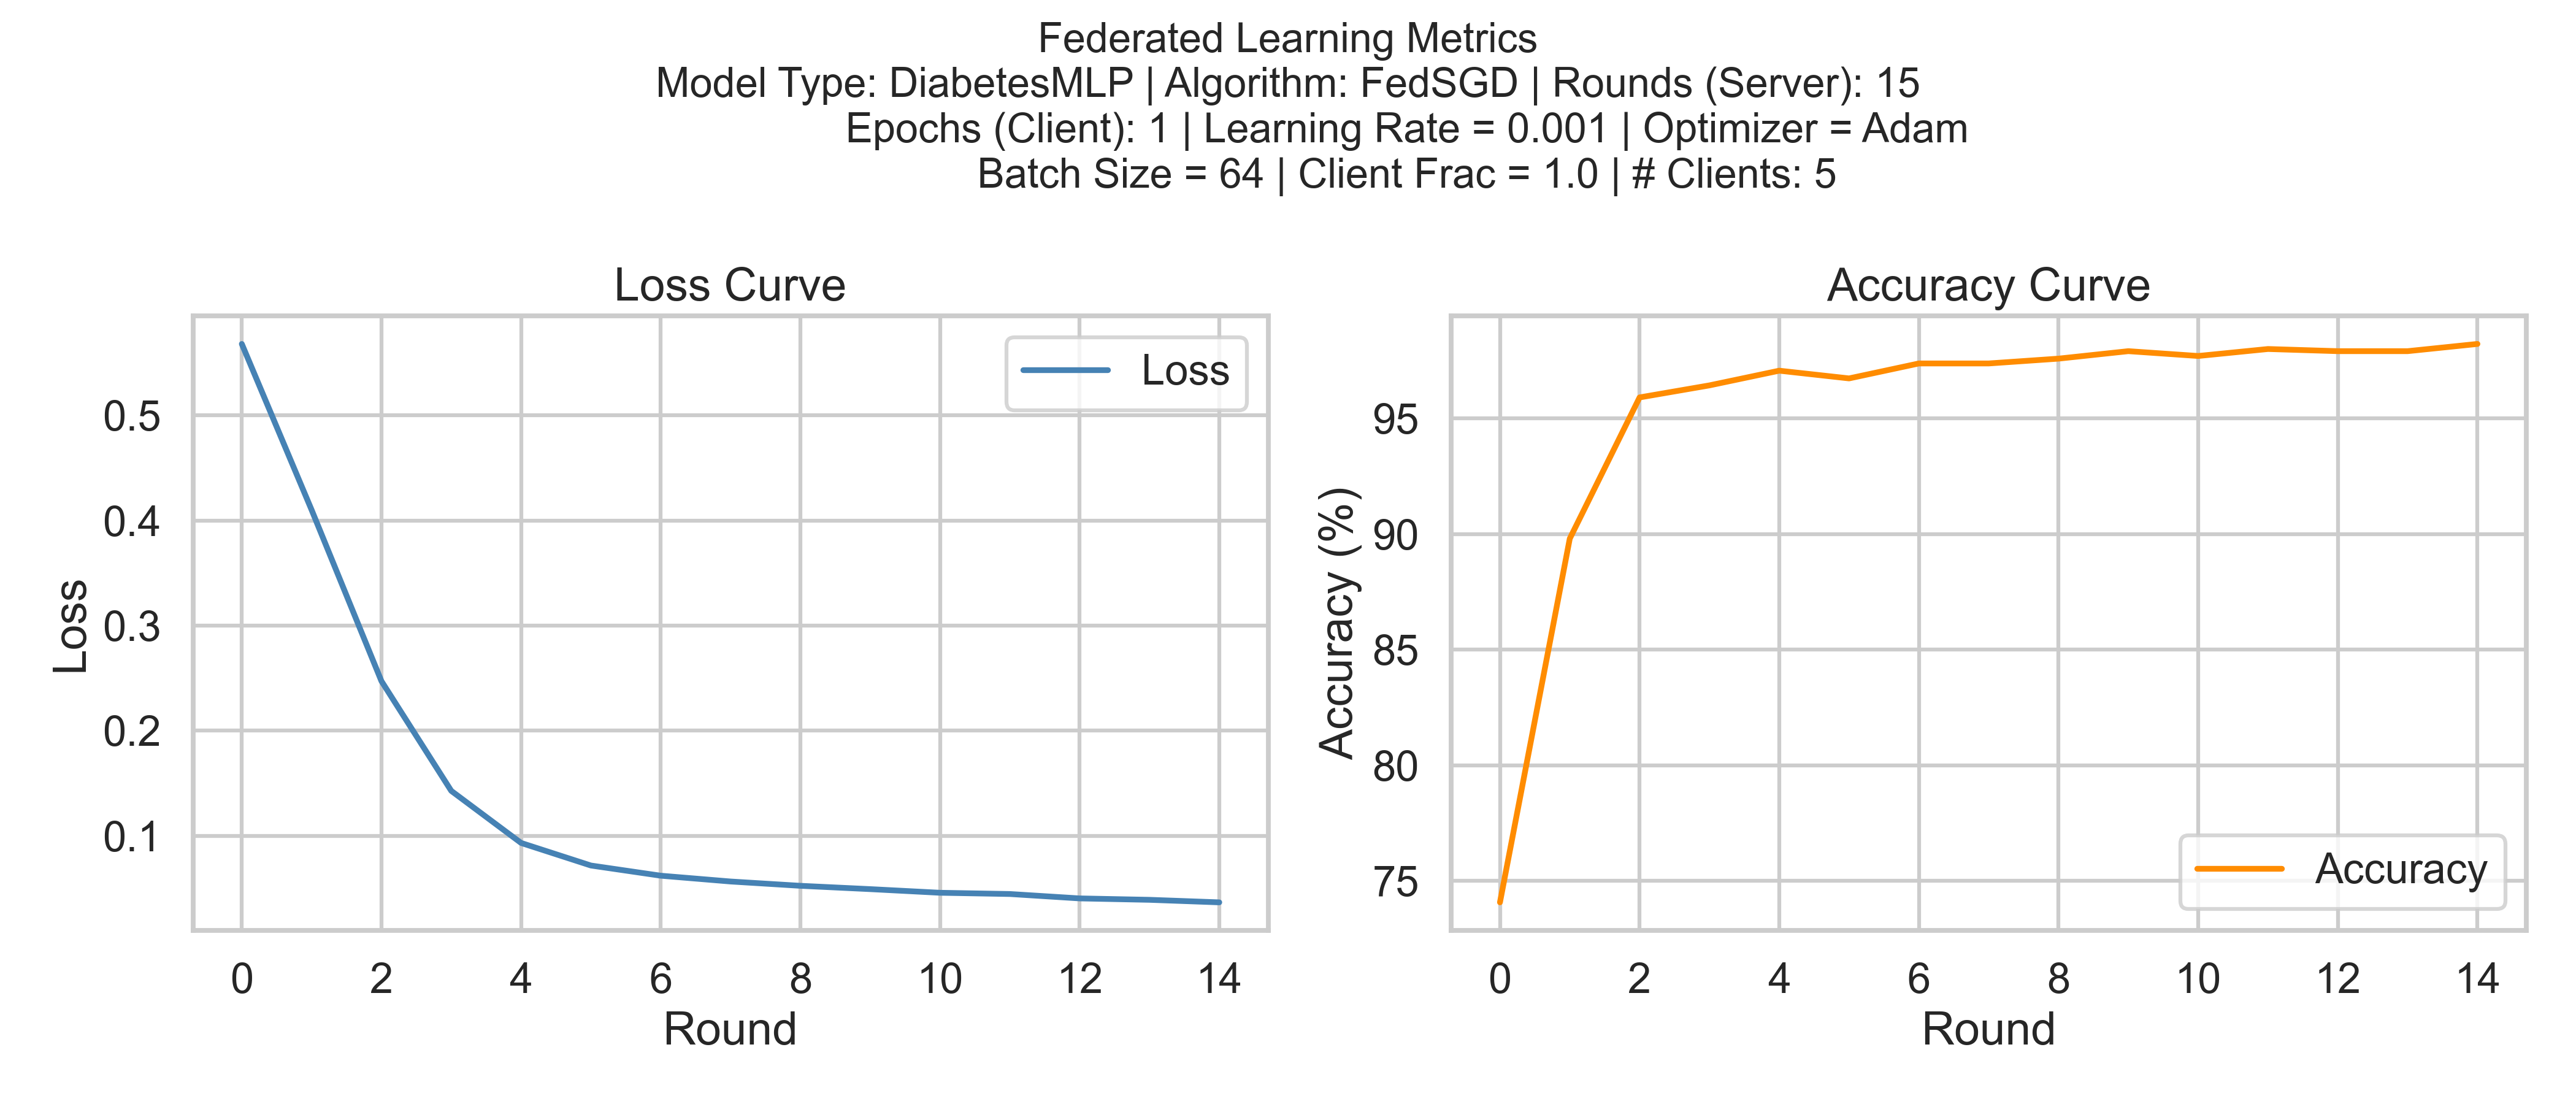 Federated Learning Metrics
Model Type: DiabetesMLP | Algorithm: FedSGD | Rounds (Server): 15
Epochs (Client): 1 | Learning Rate = 0.001 | Optimizer = Adam
Batch Size = 64 | Client Frac = 1.0 | # Clients: 5
Loss Curve
Loss
0.5
0.4
0.3
0.2
0.1
Loss
0 2 4 6 8 10 12 14
Round
Accuracy Curve
95
90
85
80
75
Accuracy (%)
Accuracy
0 2 4 6 8 10 12 14
Round